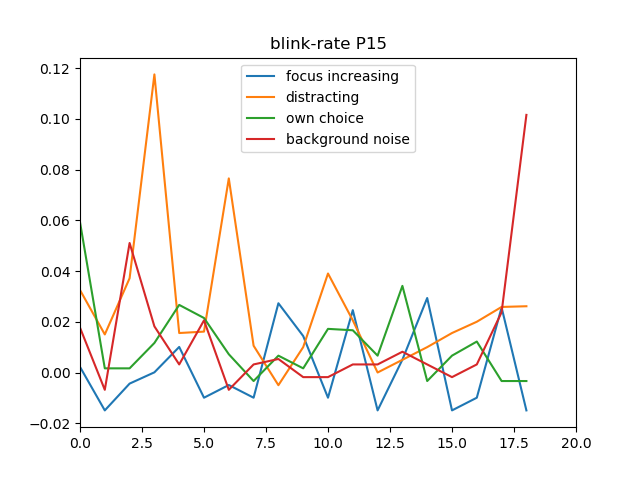 blink-rate P15
focus increasing
distracting
own choice
background noise
0.12
0.10
0.08
0.06
0.04
0.02
0.00
−0.02
0.0 2.5 5.0 7.5 10.0 12.5 15.0 17.5 20.0